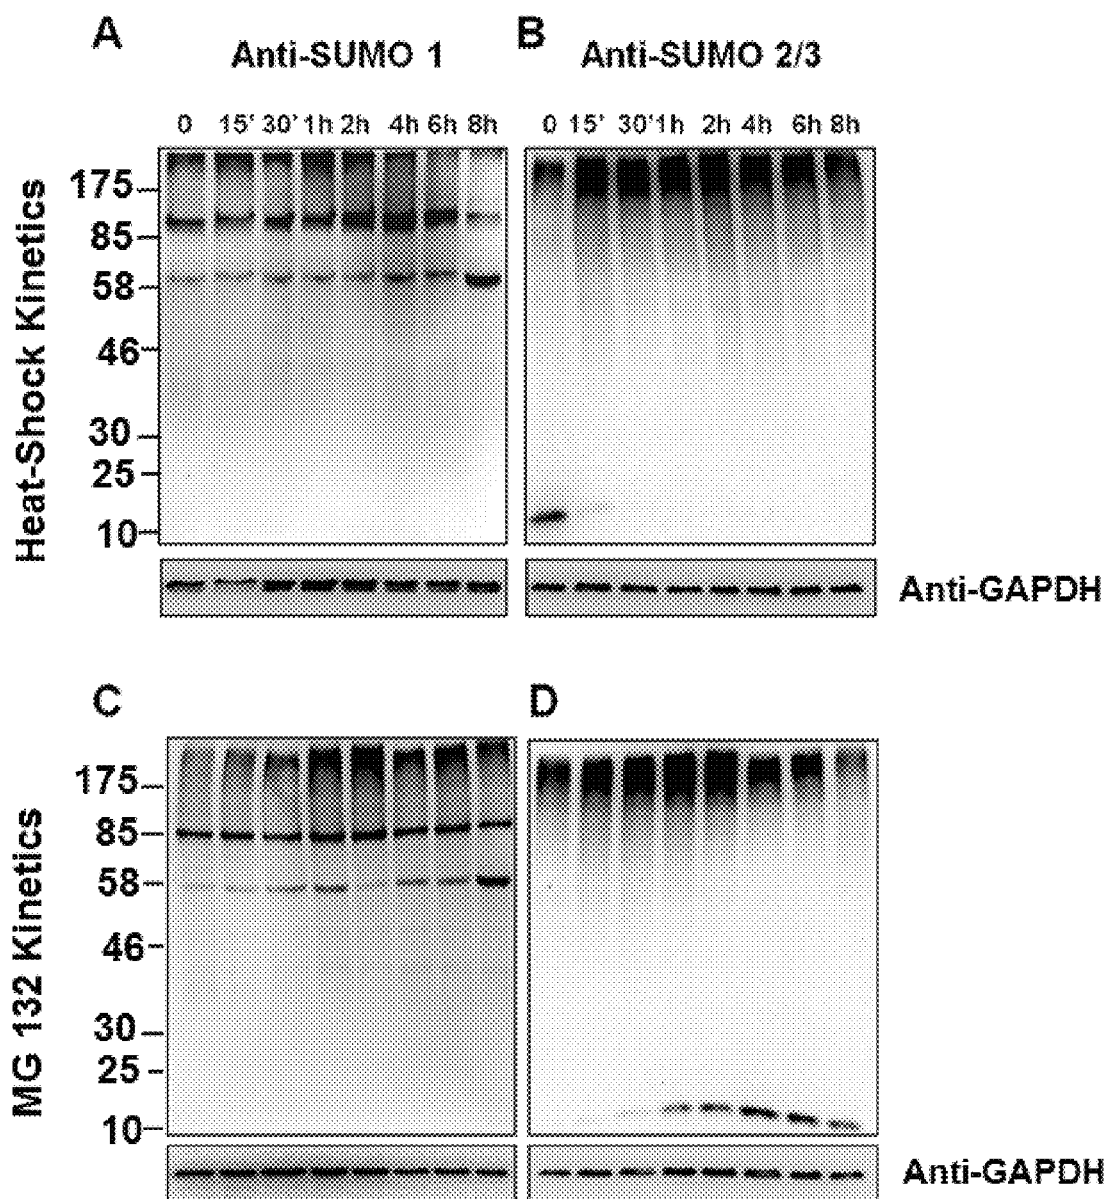 A
Anti-SUMO 1
B
Anti-SUMO 2/3
0 15' 30' 1h 2h 4h 6h 8h
0 15' 30' 1h 2h 4h 6h 8h
Heat-Shock Kinetics
175
85
58
46
30
25
10
Anti-GAPDH
C
D
MG 132 Kinetics
175
85
58
46
30
25
10
Anti-GAPDH